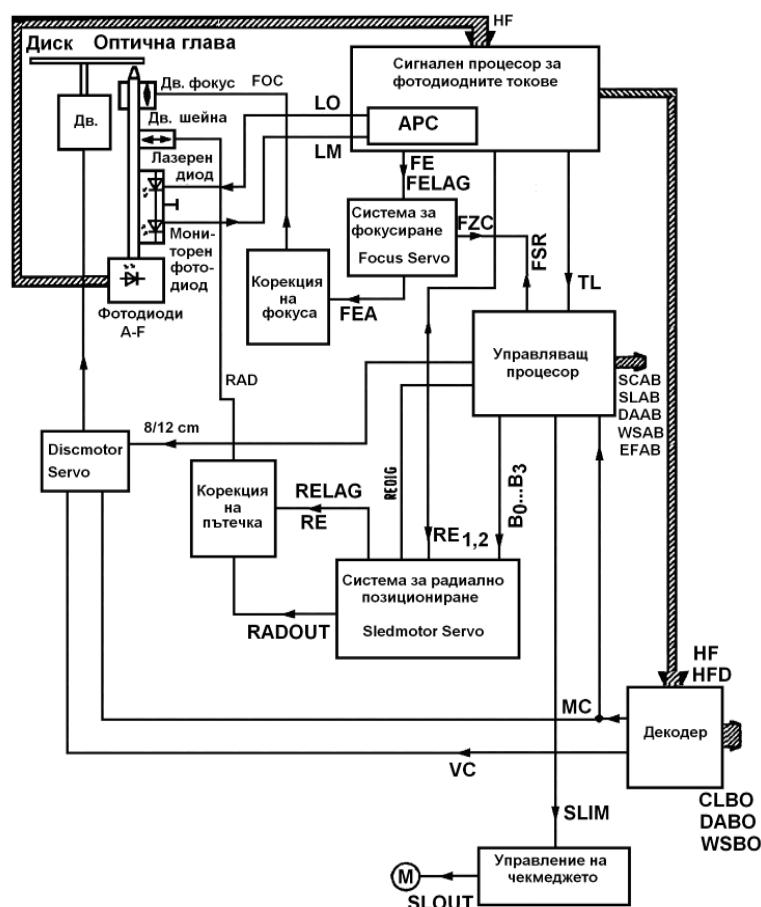 HF
Диск Оптична глава
Сигнален процесор за
фотодиодните токове
Дв. фокус FOC
Дв.
LO
APC
Дв. шейна
LM
Лазерен
диод
FE
FELAG
Мони-
торен
фото-
диод
Система за
фокусиране
Focus Servo
FZC
FSR
Корекция
на
фокуса
TL
Фотодиоди
A-F
FEA
Управляващ
процесор
SCAB
SLAB
DAAB
WSAB
EFAB
RAD
8/12 cm
Discmotor
Servo
Корекция
на
пътечка
RELAG
RE
REDIG
B0...B3
RE 1,2
Система за радиално
позициониране
Sledmotor Servo
RADOUT
HF
HFD
MC
Декодер
VC
CLBO
DABO
WSBO
SLIM
Управление на
чекмеджето
M
SLOUT